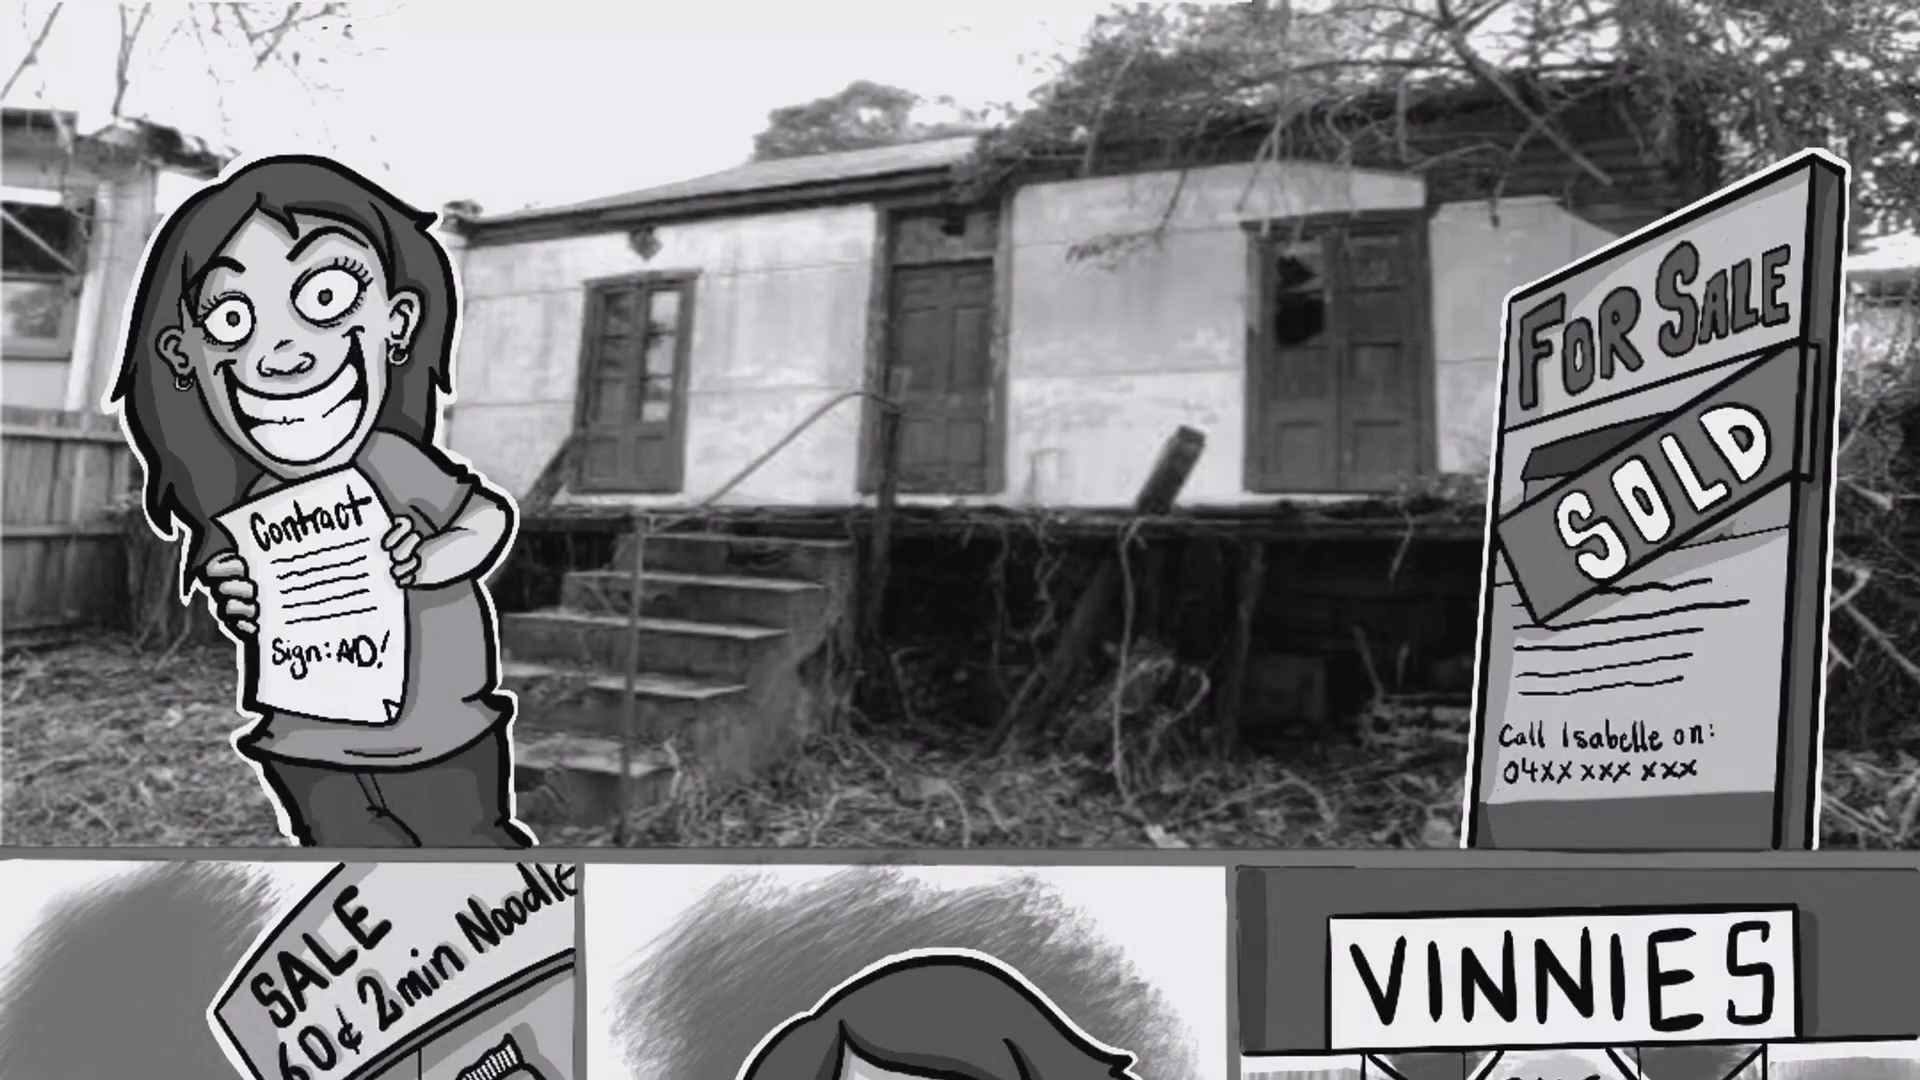 Contract
Sign: AD!
FOR SALE
SOLD
Call Isabelle on:
04XX XXX XXX
SALE
60¢ 2min Noodle
VINNIES